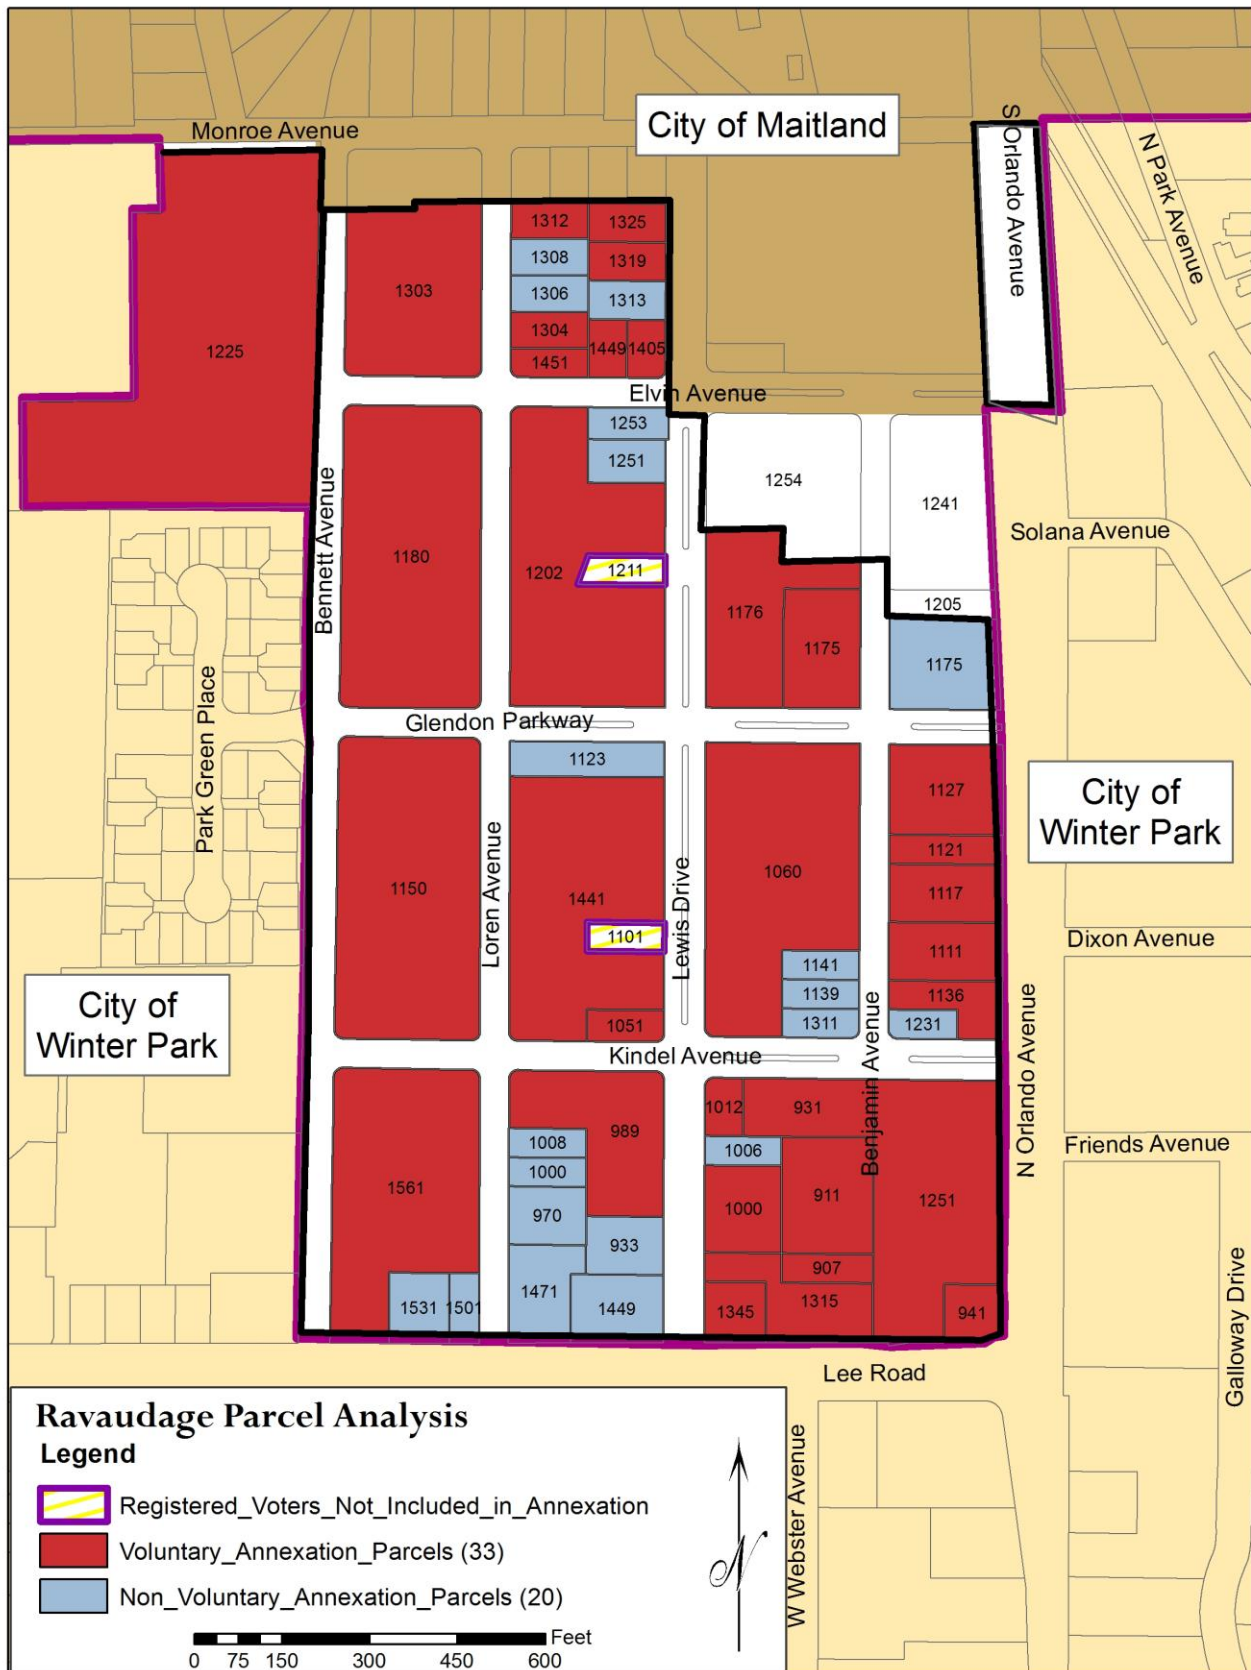 Monroe Avenue
City of Maitland
S Orlando Avenue
N Park Avenue
1312
1325
1308
1319
1303
1306
1313
1225
1304
1449
1405
1451
Elvin Avenue
1253
1251
1254
1241
Solana Avenue
Bennett Avenue
1180
1202
1211
1176
1205
1175
1175
Park Green Place
Glendon Parkway
1123
1127
City of
Winter Park
1121
1060
1150
Loren Avenue
1441
1117
1101
Lewis Drive
1111
Dixon Avenue
1141
1139
1136
City of
Winter Park
1051
1311
1231
Kindel Avenue
Benjamin Avenue
N Orlando Avenue
1012
931
1008
989
1006
Friends Avenue
1000
1561
970
1000
911
1251
933
907
1471
1531
1501
1449
1345
1315
941
Galloway Drive
Lee Road
W Webster Avenue
Ravaudage Parcel Analysis
Legend
Registered_Voters_Not_Included_in_Annexation
Voluntary_Annexation_Parcels (33)
Non_Voluntary_Annexation_Parcels (20)
N
Feet
0 75 150 300 450 600